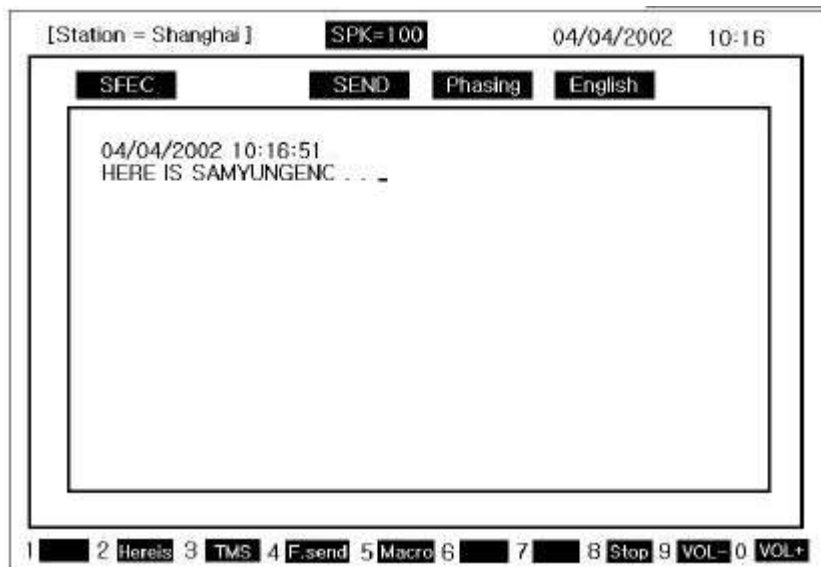 [Station = Shanghai ] SPK=100 04/04/2002 10:16
SFEC SEND Phasing English
04/04/2002 10:16:51
HERE IS SAMYUNGENC . . . _
1 2 Hereis 3 TMS 4 F.send 5 Macro 6 7 8 Stop 9 VOL- 0 VOL+